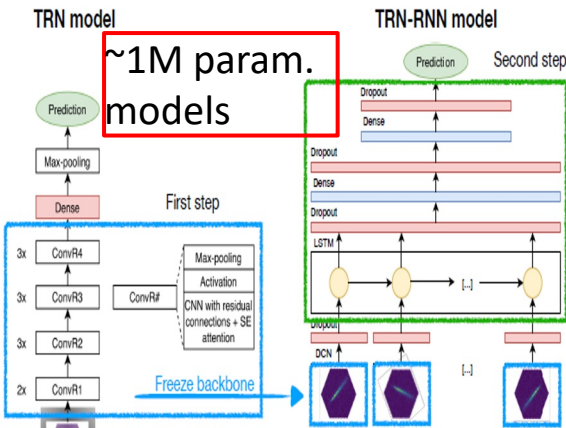 TRN model
~1M param.
models
Prediction
Max-pooling
Dense
First step
3x ConvR4
3x ConvR3
3x ConvR2
2x ConvR1
ConvR#
Max-pooling
Activation
CNN with residual
connections + SE
attention
Freeze backbone
TRN-RNN model
Second step
Prediction
Dropout
Dense
Dropout
Dense
Dropout
LSTM
[...]
Dropout
DCN
[...]